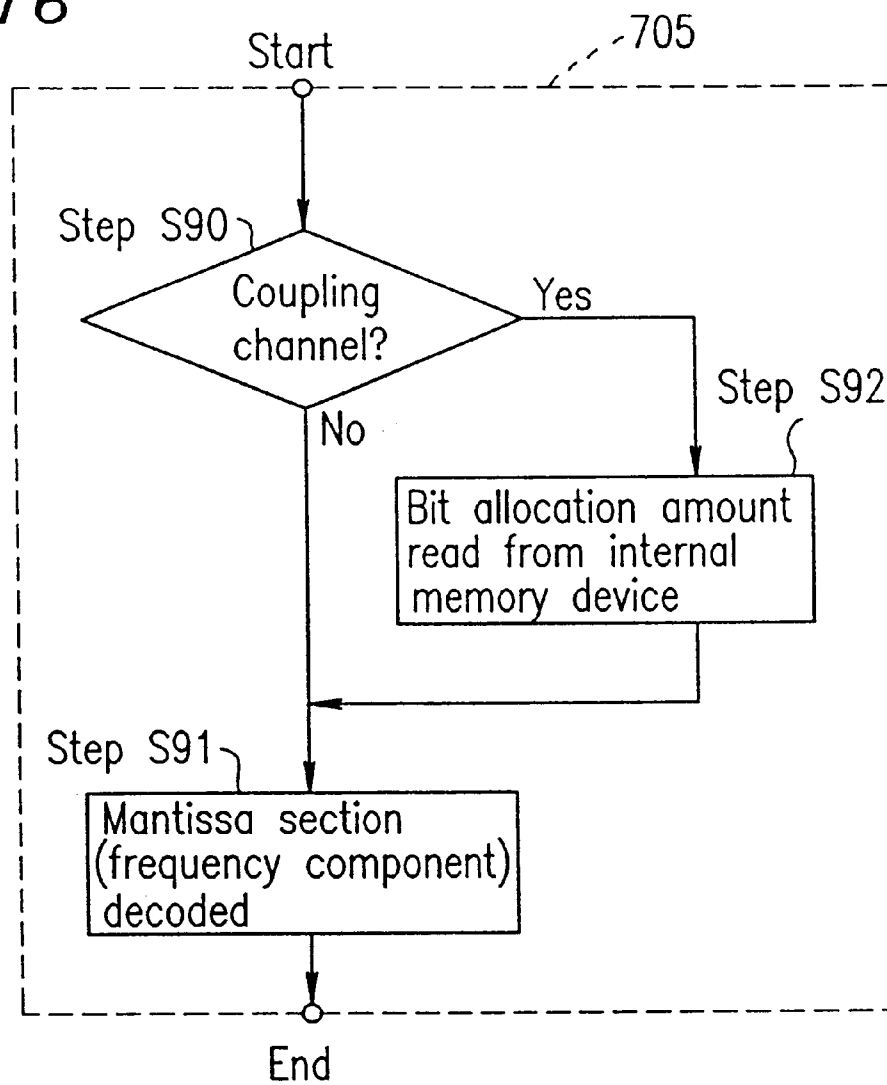 705
Start
Step S90
Coupling
channel?
Yes
No
Step S92
Bit allocation amount
read from internal
memory device
Step S91
Mantissa section
(frequency component)
decoded
End